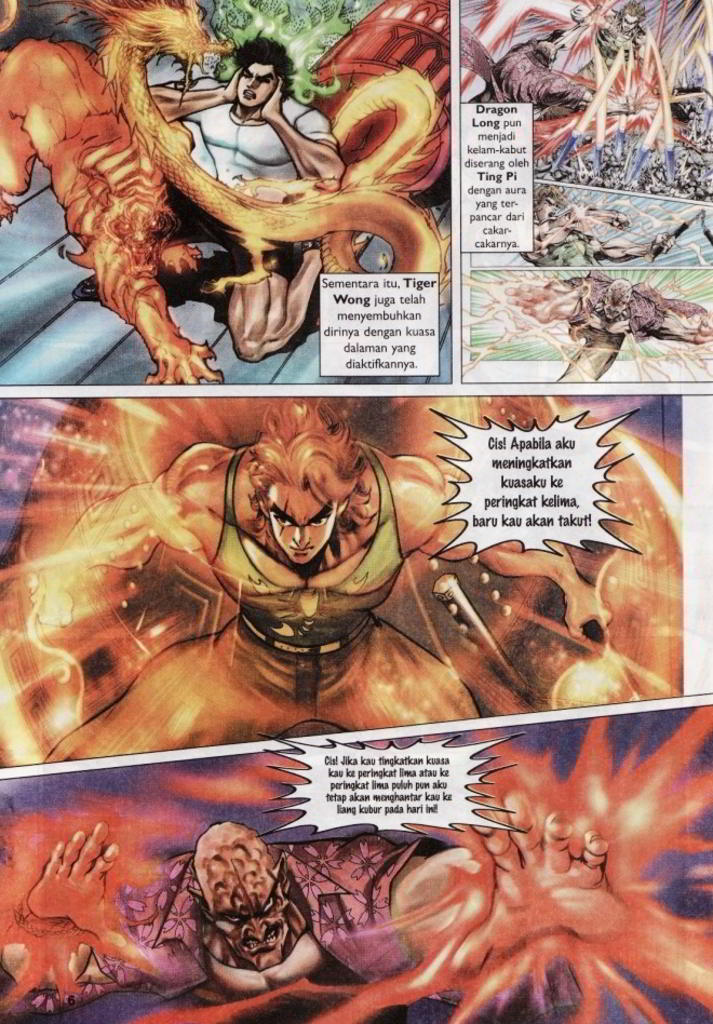 Sementara itu, Tiger
Wong juga telah
menyembuhkan
dirinya dengan kuasa
dalaman yang
diaktifkannya.
Dragon
Long pun
menjadi
kelam-kabut
diserang oleh
Ting Pi
dengan aura
yang ter-
pancar dari
cakar-
cakarnya.
Cis! Apabila aku
meningkatkan
kuasaku ke
peringkat kelima,
baru kau akan takut!
Cis! Jika kau tingkatkan kuasa
kau ke peringkat lima atau ke
peringkat lima puluh pun aku
tetap akan menghantar kau ke
liang kubur pada hari ini!
6